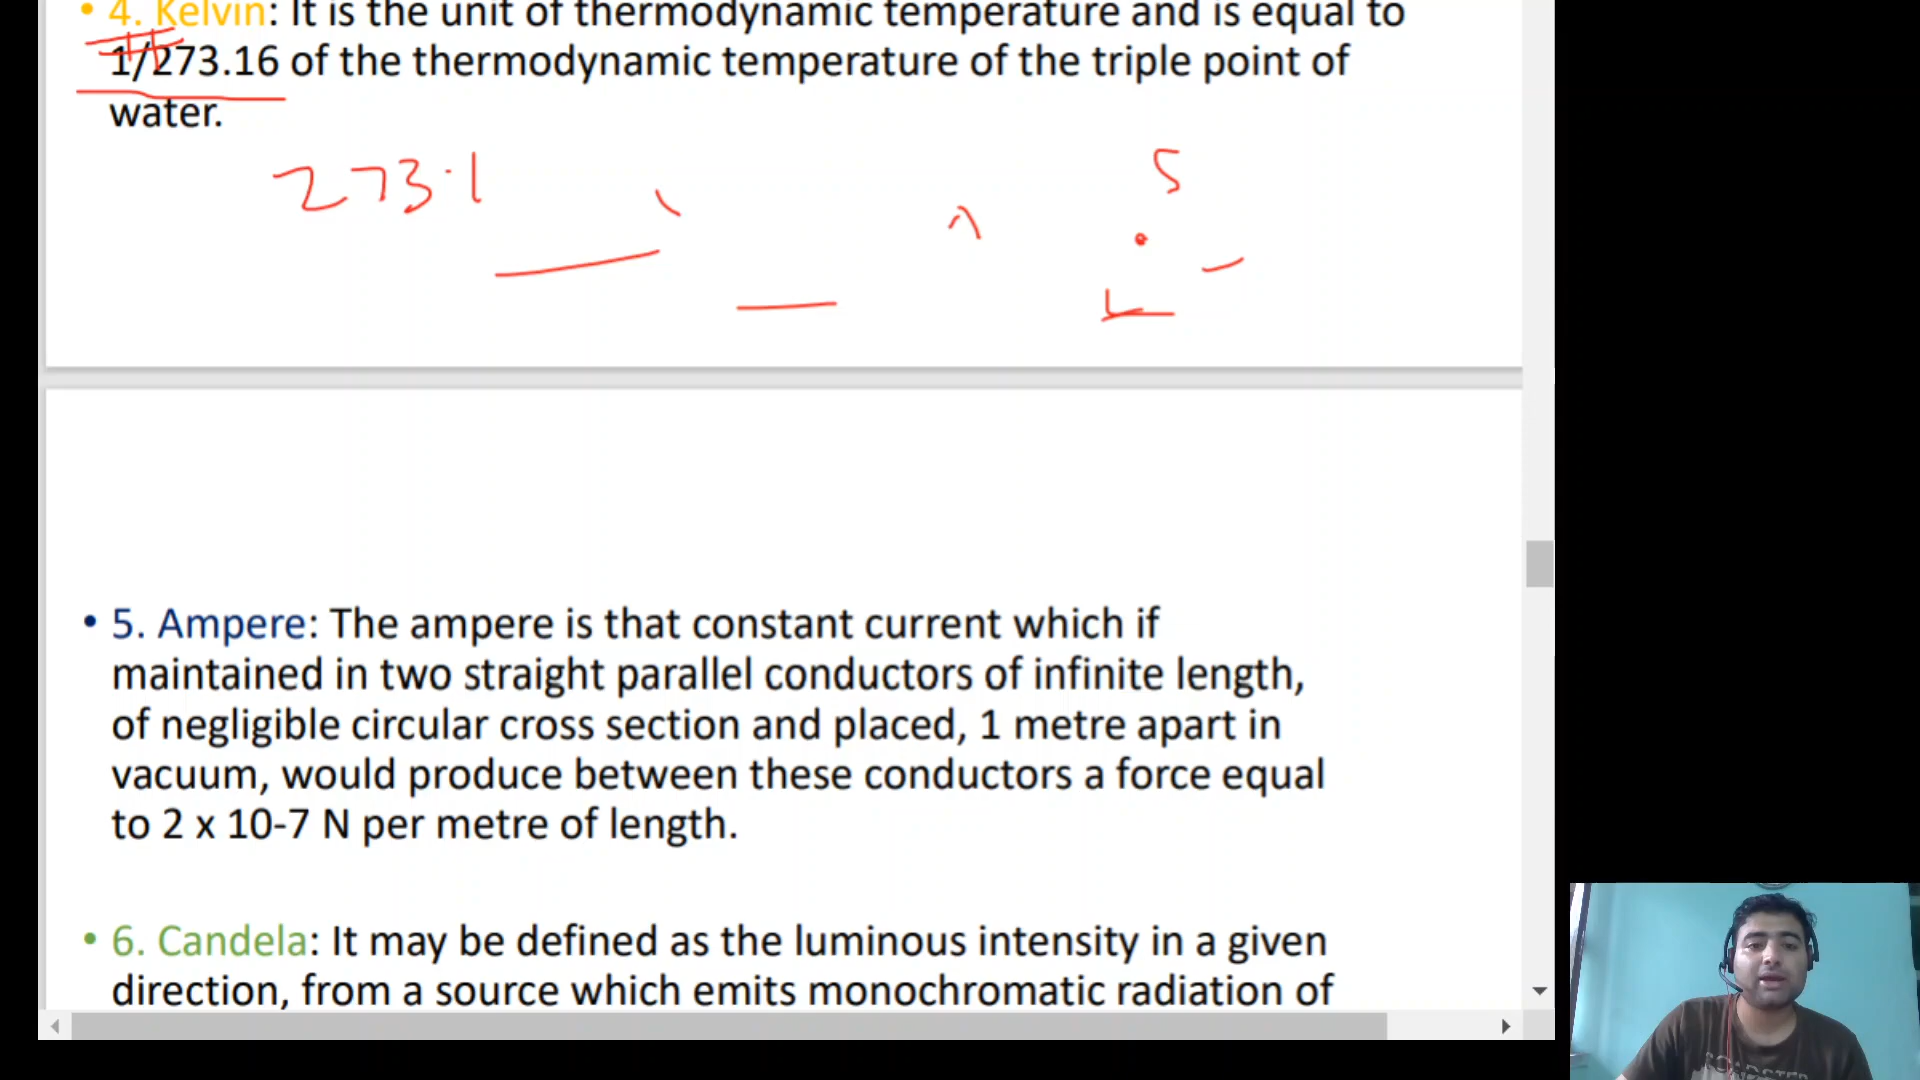 • 4. Kelvin: It is the unit of thermodynamic temperature and is equal to
1/273.16 of the thermodynamic temperature of the triple point of
water.
273.1
5
• 5. Ampere: The ampere is that constant current which if
maintained in two straight parallel conductors of infinite length,
of negligible circular cross section and placed, 1 metre apart in
vacuum, would produce between these conductors a force equal
to 2 x 10-7 N per metre of length.
• 6. Candela: It may be defined as the luminous intensity in a given
direction, from a source which emits monochromatic radiation of